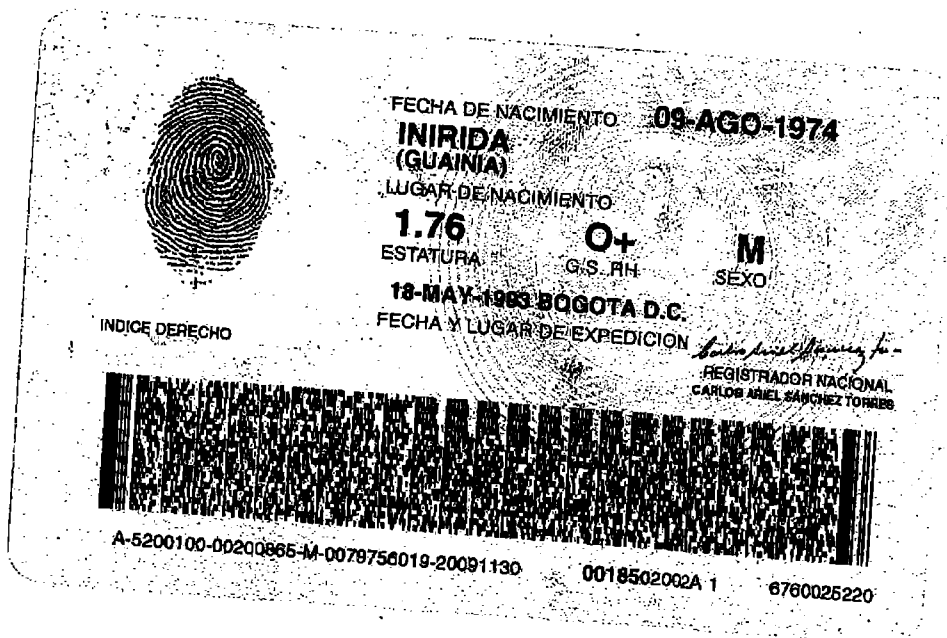 FECHA DE NACIMIENTO 09-AGO-1974
INIRIDA
(GUAINIA)
LUGAR DE NACIMIENTO
1.76 O+ M
ESTATURA G.S. RH SEXO
18-MAY-1993 BOGOTA D.C.
FECHA Y LUGAR DE EXPEDICION
INDICE DERECHO
REGISTRADOR NACIONAL
CARLOS ARIEL SANCHEZ TORRES
A-5200100-00200865-M-0079756019-20091130 0018502002A 1 6760025220